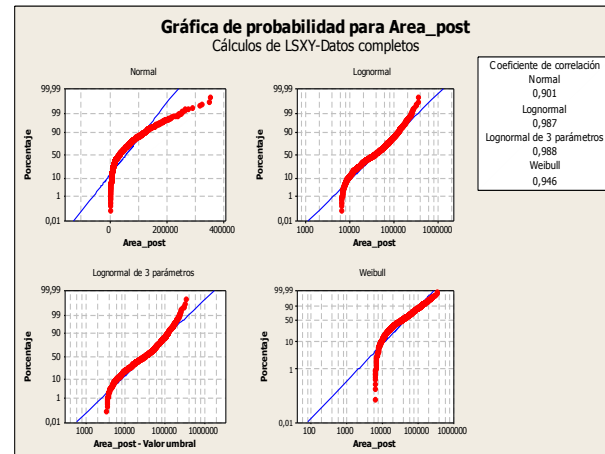 Gráfica de probabilidad para Area_post
Cálculos de LSXY-Datos completos
Normal
Porcentaje
99,99
99
90
50
10
1
0,01
0
200000
400000
Area_post
Lognormal
Porcentaje
99,99
99
90
50
10
1
0,01
1000
10000
100000
1000000
Area_post
Coeficiente de correlación
Normal
0,901
Lognormal
0,987
Lognormal de 3 parámetros
0,988
Weibull
0,946
Lognormal de 3 parámetros
Porcentaje
99,99
99
90
50
10
1
0,01
1000
10000
100000
1000000
Area_post - Valor umbral
Weibull
Porcentaje
99,99
90
50
10
1
0,01
100
1000
10000
100000
1000000
Area_post